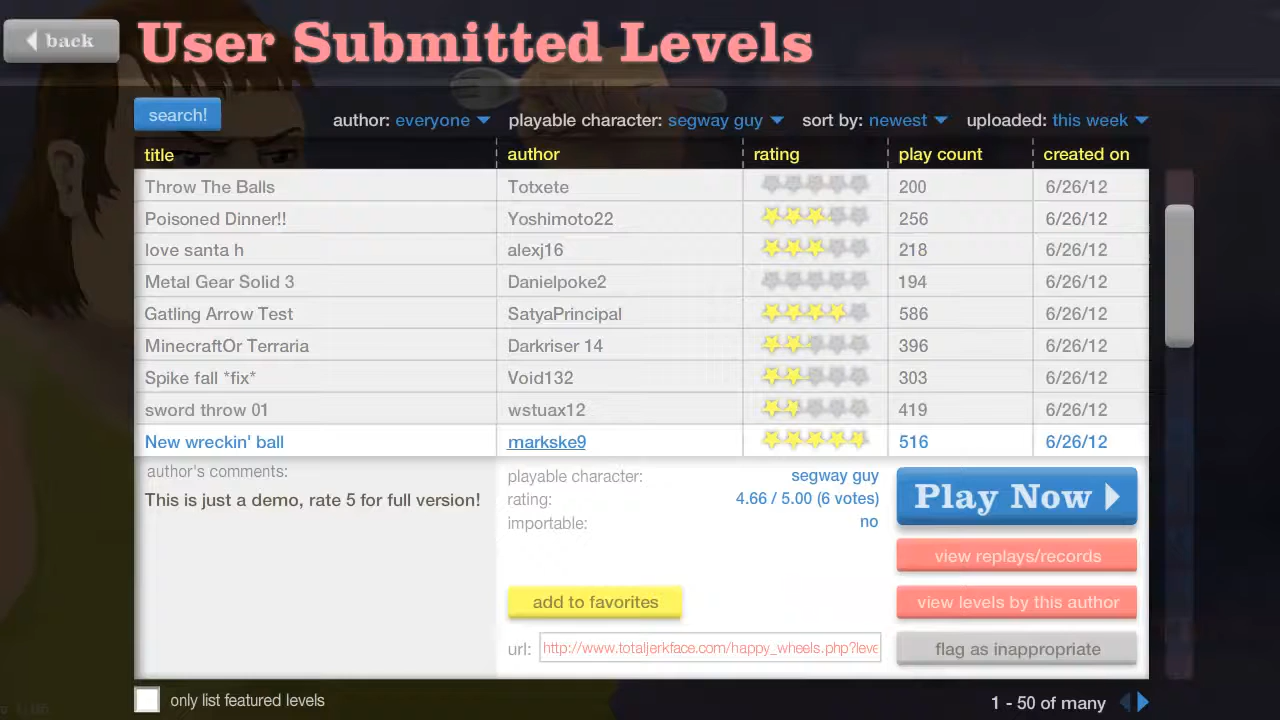 back
User Submitted Levels
search! author: everyone playable character: segway guy sort by: newest uploaded: this week
title author rating play count created on
Throw The Balls Totxete 200 6/26/12
Poisoned Dinner!! Yoshimoto22 256 6/26/12
love santa h alexj16 218 6/26/12
Metal Gear Solid 3 Danielpoke2 194 6/26/12
Gatling Arrow Test SatyaPrincipal 586 6/26/12
MinecraftOr Terraria Darkriser 14 396 6/26/12
Spike fall *fix* Void132 303 6/26/12
sword throw 01 wstuax12 419 6/26/12
New wreckin' ball markske9 516 6/26/12
author's comments:
This is just a demo, rate 5 for full version!
playable character: segway guy
rating: 4.66 / 5.00 (6 votes)
importable: no
add to favorites
url: http://www.totaljerkface.com/happy_wheels.php?leve
Play Now
view replays/records
view levels by this author
flag as inappropriate
only list featured levels
1 - 50 of many